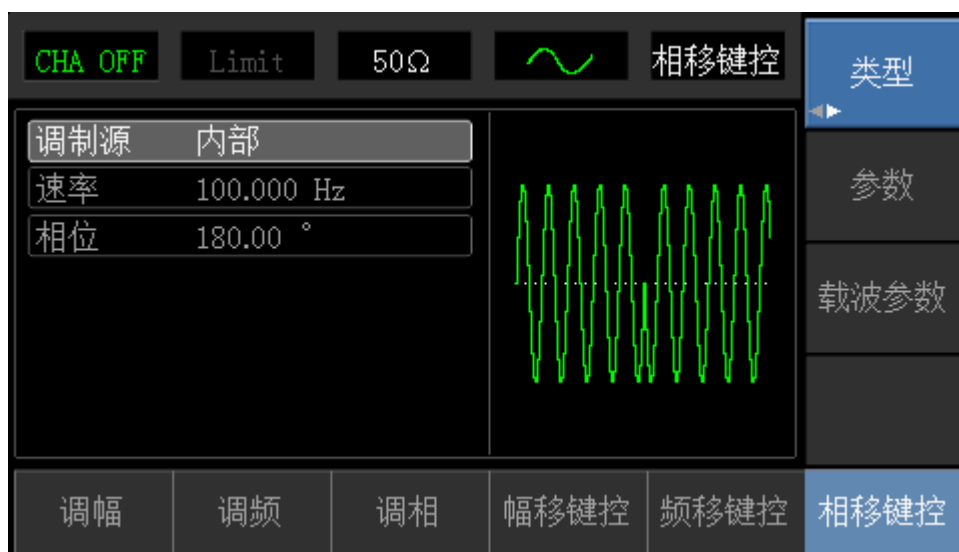 CHA OFF Limit 50Ω 相移键控 类型
调制源 内部
速率 100.000 Hz
相位 180.00 °
参数
载波参数
调幅 调频 调相 幅移键控 频移键控 相移键控